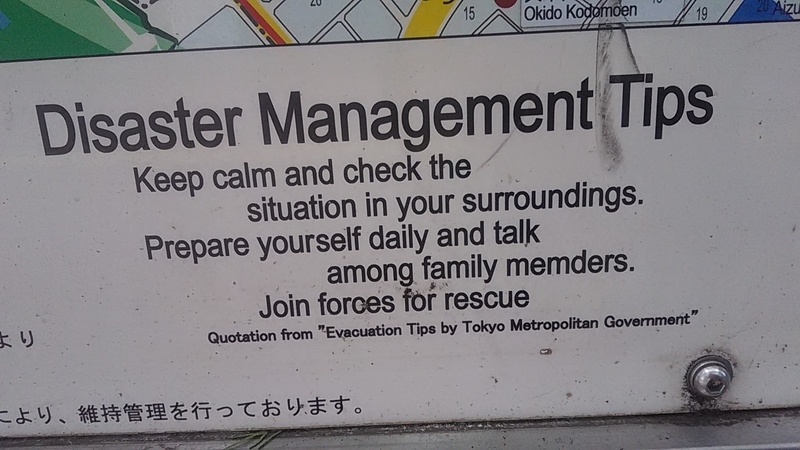 20
15
Okido Kodomoen
19
20 Aizu
Disaster Management Tips
Keep calm and check the
situation in your surroundings.
Prepare yourself daily and talk
among family memders.
Join forces for rescue
Quotation from "Evacuation Tips by Tokyo Metropolitan Government"
より
により、維持管理を行っております。